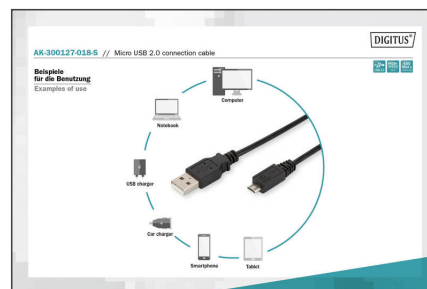 DIGITUS®
AK-300127-018-S // Micro USB 2.0 connection cable
Beispiele
für die Benutzung
Examples of use
Computer
Notebook
USB charger
Car charger
Smartphone
Tablet